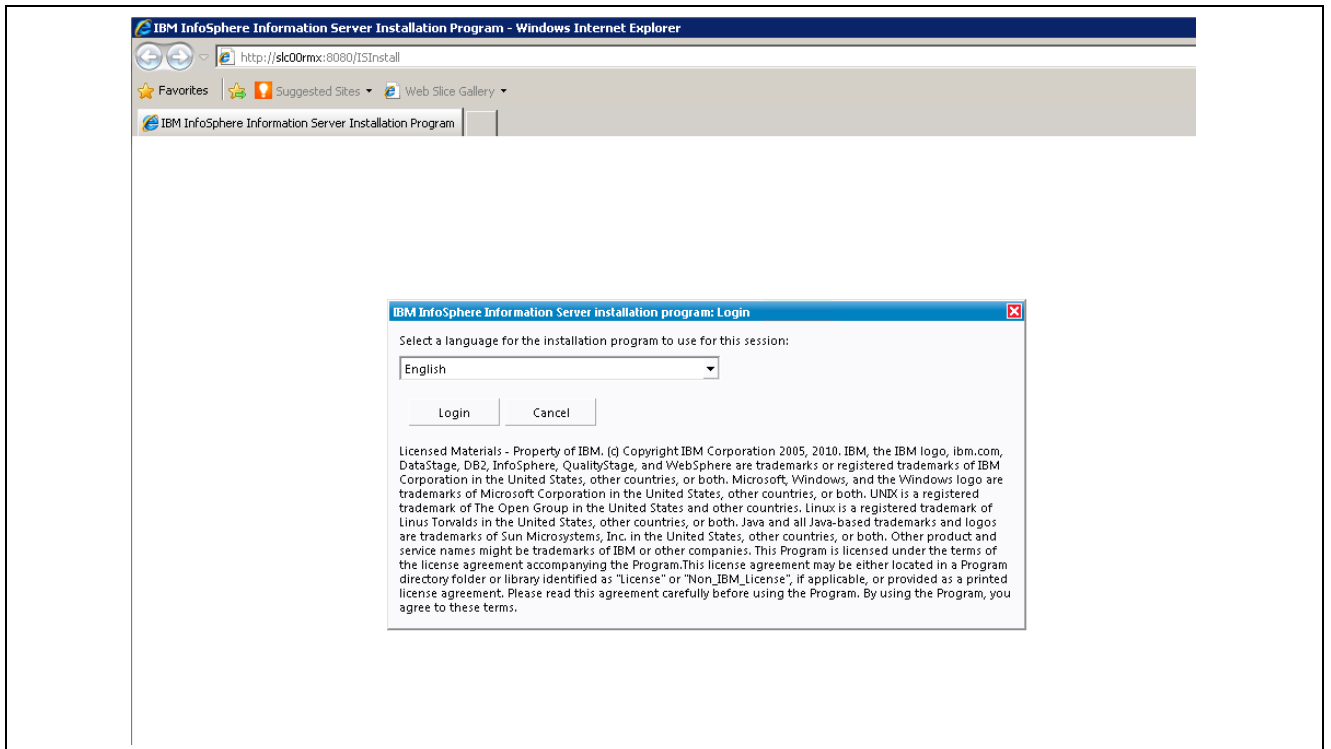 IBM InfoSphere Information Server Installation Program - Windows Internet Explorer
http://slc00rmx:8080/ISInstall
Favorites Suggested Sites Web Slice Gallery
IBM InfoSphere Information Server Installation Program
IBM InfoSphere Information Server installation program: Login
Select a language for the installation program to use for this session:
English
Login Cancel
Licensed Materials - Property of IBM. (c) Copyright IBM Corporation 2005, 2010. IBM, the IBM logo, ibm.com,
DataStage, DB2, InfoSphere, QualityStage, and WebSphere are trademarks or registered trademarks of IBM
Corporation in the United States, other countries, or both. Microsoft, Windows, and the Windows logo are
trademarks of Microsoft Corporation in the United States, other countries, or both. UNIX is a registered
trademark of The Open Group in the United States and other countries. Linux is a registered trademark of
Linus Torvalds in the United States, other countries, or both. Java and all Java-based trademarks and logos
are trademarks of Sun Microsystems, Inc. in the United States, other countries, or both. Other product and
service names might be trademarks of IBM or other companies. This Program is licensed under the terms of
the license agreement accompanying the Program.This license agreement may be either located in a Program
directory folder or library identified as "License" or "Non_IBM_License", if applicable, or provided as a printed
license agreement. Please read this agreement carefully before using the Program. By using the Program, you
agree to these terms.